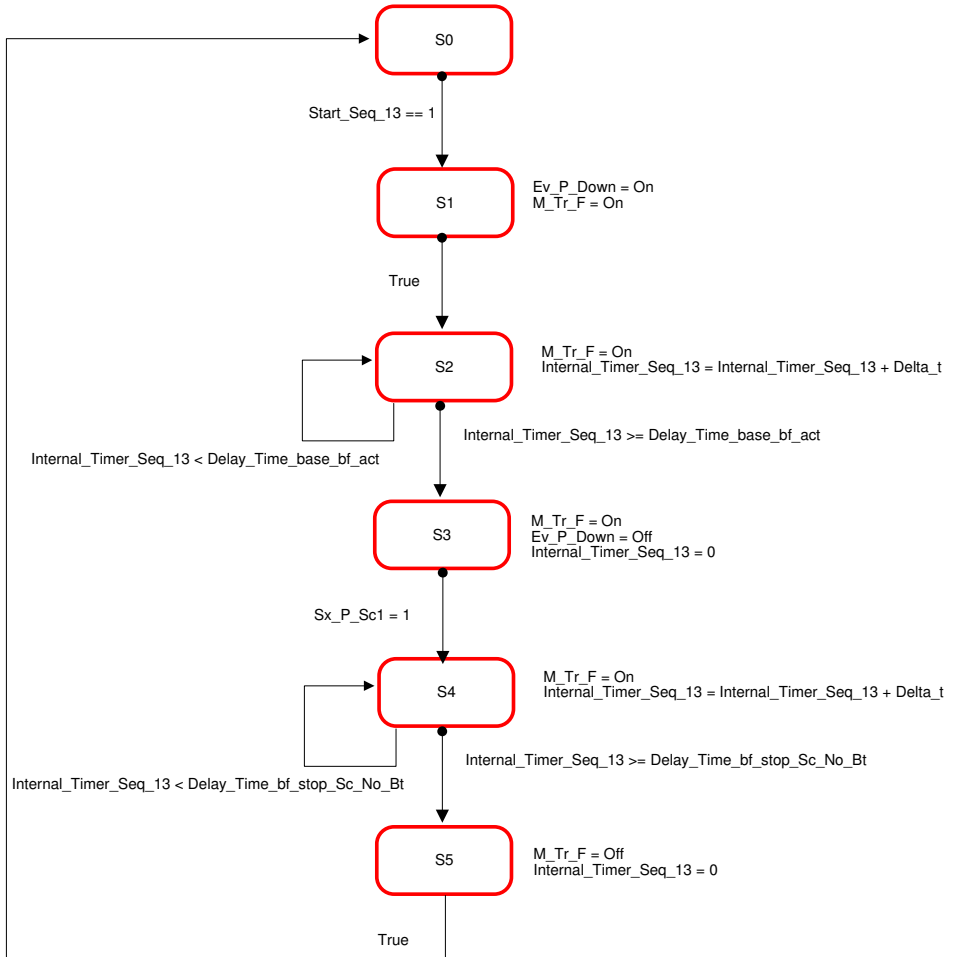 S0
Start_Seq_13 == 1
S1
Ev_P_Down = On
M_Tr_F = On
True
S2
M_Tr_F = On
Internal_Timer_Seq_13 = Internal_Timer_Seq_13 + Delta_t
Internal_Timer_Seq_13 >= Delay_Time_base_bf_act
Internal_Timer_Seq_13 < Delay_Time_base_bf_act
S3
M_Tr_F = On
Ev_P_Down = Off
Internal_Timer_Seq_13 = 0
Sx_P_Sc1 = 1
S4
M_Tr_F = On
Internal_Timer_Seq_13 = Internal_Timer_Seq_13 + Delta_t
Internal_Timer_Seq_13 >= Delay_Time_bf_stop_Sc_No_Bt
Internal_Timer_Seq_13 < Delay_Time_bf_stop_Sc_No_Bt
S5
M_Tr_F = Off
Internal_Timer_Seq_13 = 0
True